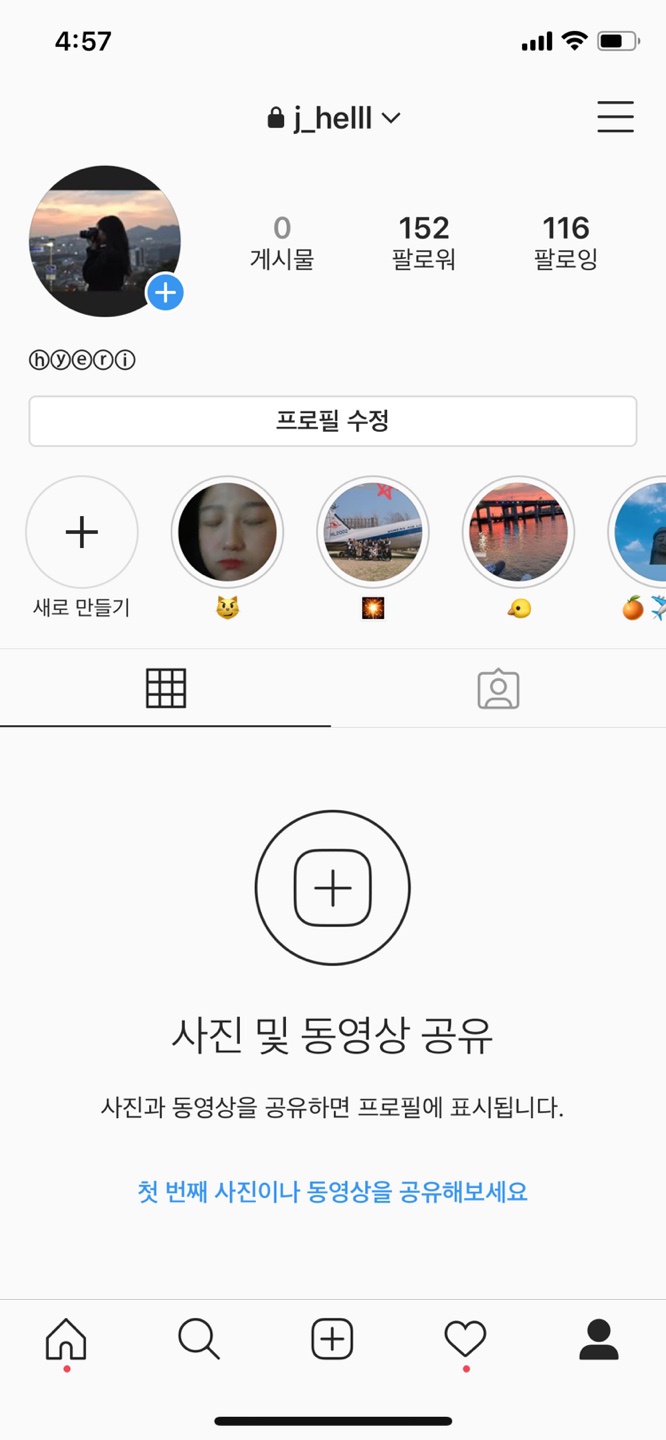 4:57
j_helll
0
게시물
152
팔로워
116
팔로잉
ⓗⓨⓔⓡⓘ
프로필 수정
새로 만들기
사진 및 동영상 공유
사진과 동영상을 공유하면 프로필에 표시됩니다.
첫 번째 사진이나 동영상을 공유해보세요